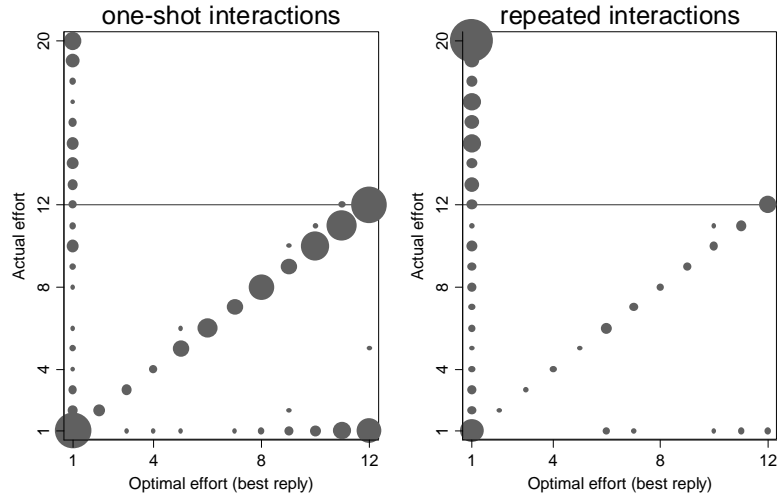 one-shot interactions
Actual effort
20
12
8
4
1
1 4 8 12
Optimal effort (best reply)
repeated interactions
Actual effort
20
12
8
4
1
1 4 8 12
Optimal effort (best reply)